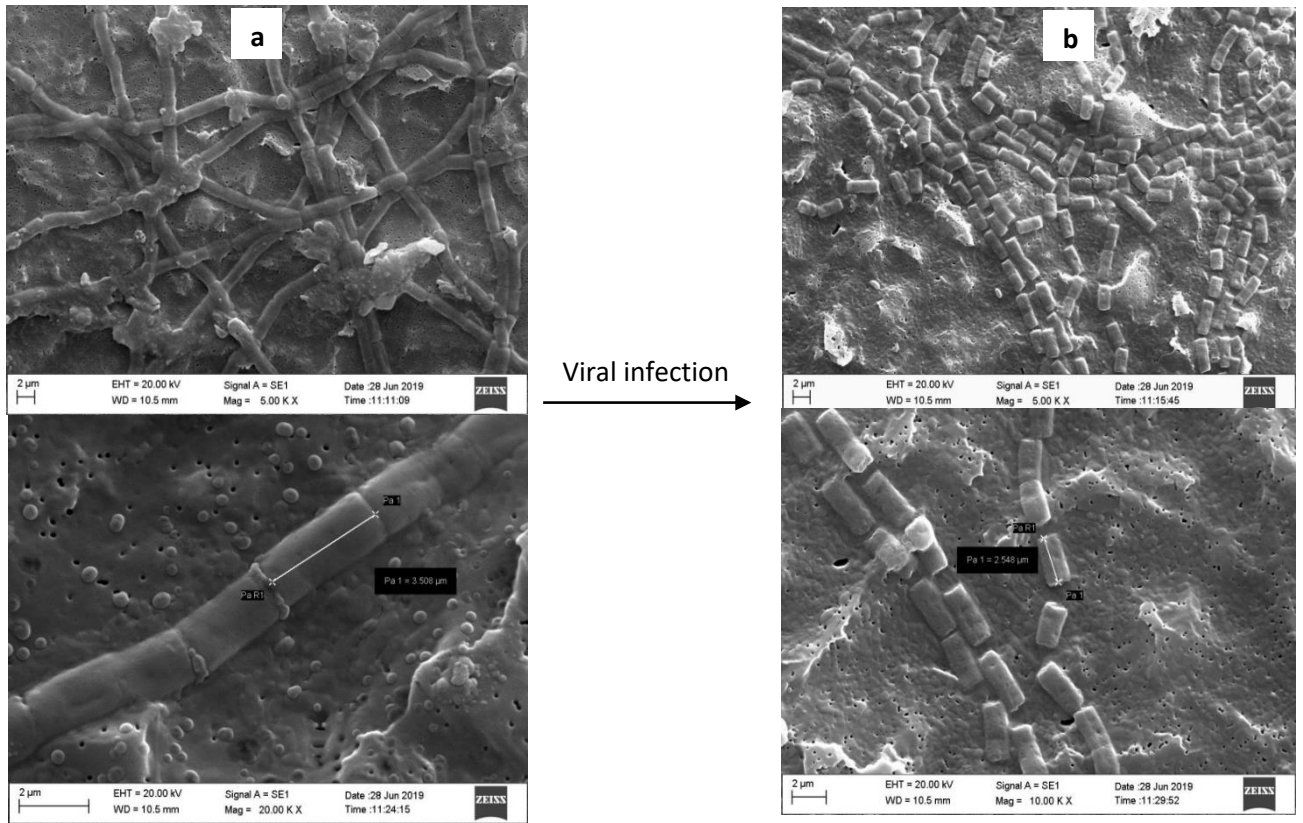 a
2 µm
EHT = 20.00 kV Signal A = SE1 Date :28 Jun 2019
WD = 10.5 mm Mag = 5.00 K X Time :11:11:09
ZEISS
Pa 1
Pa 1 = 3.508 µm
Pa R1
2 µm
EHT = 20.00 kV Signal A = SE1 Date :28 Jun 2019
WD = 10.5 mm Mag = 20.00 K X Time :11:24:15
ZEISS
Viral infection
b
2 µm
EHT = 20.00 kV Signal A = SE1 Date :28 Jun 2019
WD = 10.5 mm Mag = 5.00 K X Time :11:15:45
ZEISS
Pa R1
Pa 1 = 2.548 µm
Pa 1
2 µm
EHT = 20.00 kV Signal A = SE1 Date :28 Jun 2019
WD = 10.5 mm Mag = 10.00 K X Time :11:29:52
ZEISS